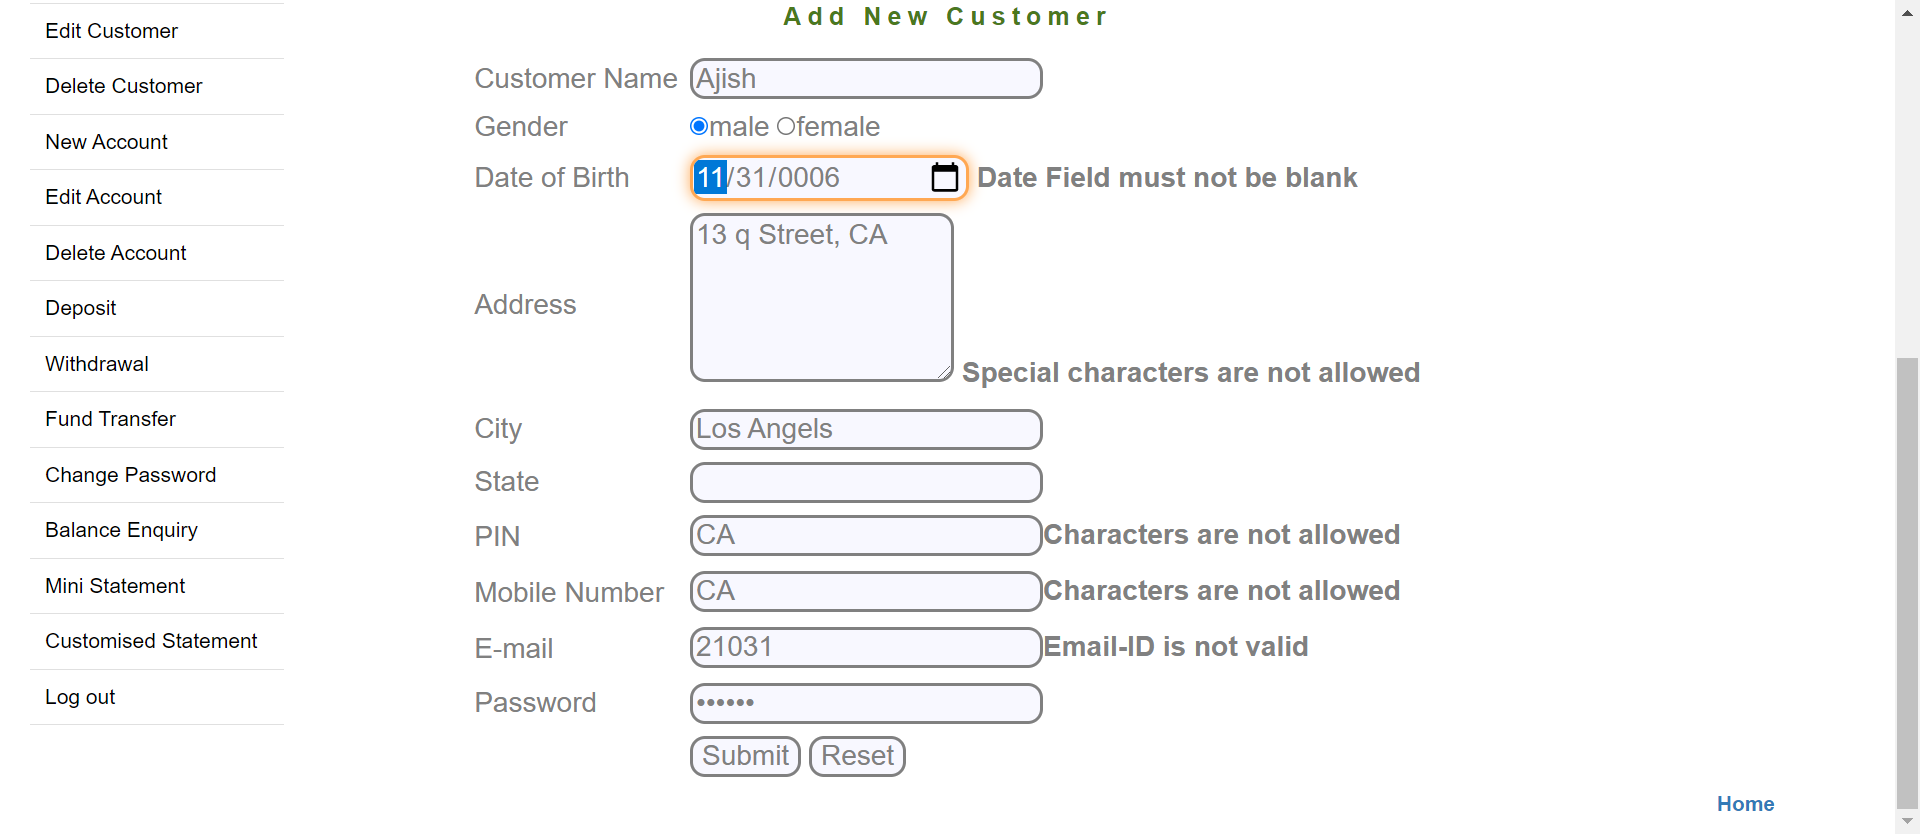 Edit Customer
Delete Customer
New Account
Edit Account
Delete Account
Deposit
Withdrawal
Fund Transfer
Change Password
Balance Enquiry
Mini Statement
Customised Statement
Log out
Add New Customer
Customer Name Ajish
Gender male female
Date of Birth 11/31/0006 Date Field must not be blank
Address 13 q Street, CA
Special characters are not allowed
City Los Angels
State
PIN CA Characters are not allowed
Mobile Number CA Characters are not allowed
E-mail 21031 Email-ID is not valid
Password ••••••
Submit Reset
Home